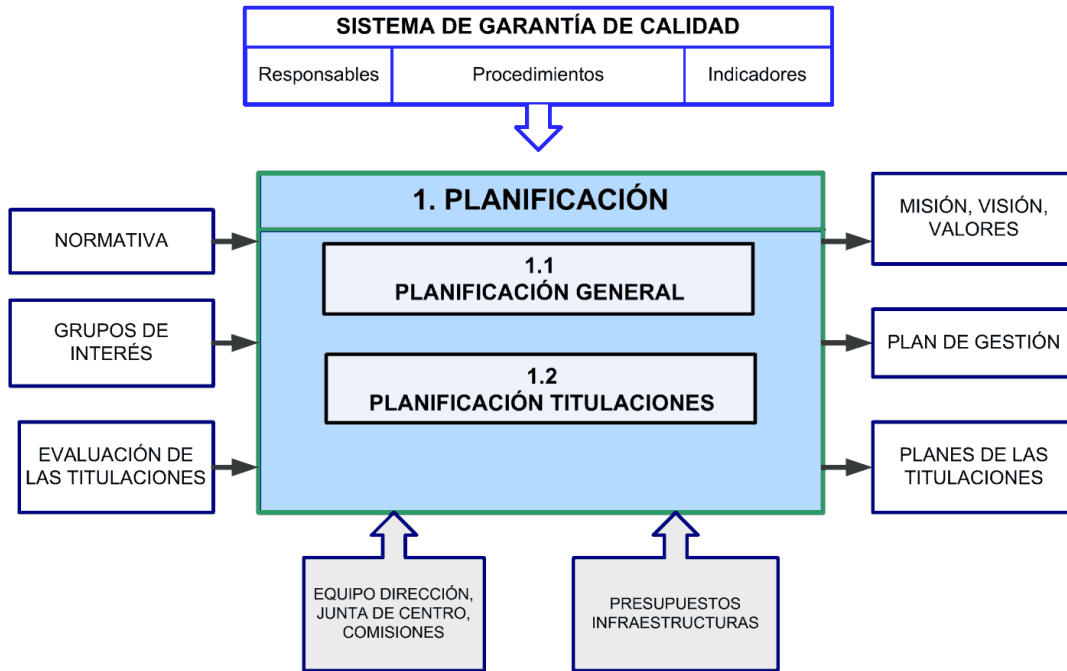 SISTEMA DE GARANTÍA DE CALIDAD
Responsables
Procedimientos
Indicadores
1. PLANIFICACIÓN
1.1
PLANIFICACIÓN GENERAL
1.2
PLANIFICACIÓN TITULACIONES
NORMATIVA
GRUPOS DE
INTERÉS
EVALUACIÓN DE
LAS TITULACIONES
MISIÓN, VISIÓN,
VALORES
PLAN DE GESTIÓN
PLANES DE LAS
TITULACIONES
EQUIPO DIRECCIÓN,
JUNTA DE CENTRO,
COMISIONES
PRESUPUESTOS
INFRAESTRUCTURAS